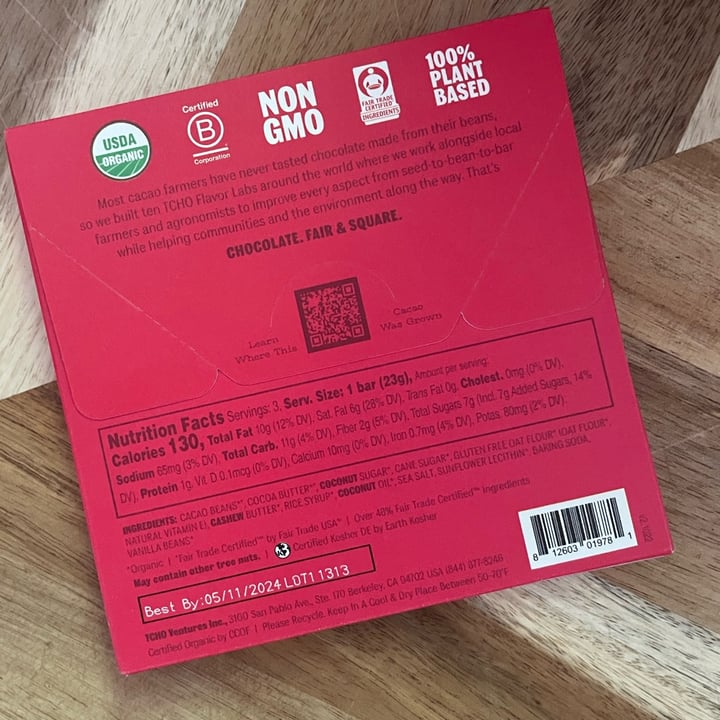 USDA
ORGANIC
Certified
B
Corporation
NON
GMO
FAIR TRADE
CERTIFIED
INGREDIENTS
100%
PLANT
BASED
Most cacao farmers have never tasted chocolate made from their beans,
so we built ten TCHO Flavor Labs around the world where we work alongside local
farmers and agronomists to improve every aspect from seed-to-bean-to-bar
while helping communities and the environment along the way. That's
CHOCOLATE. FAIR & SQUARE.
Learn
Where This
Cacao
Was Grown
Nutrition Facts Servings: 3, Serv. Size: 1 bar (23g), Amount per serving:
Calories 130, Total Fat 10g (12% DV), Sat. Fat 6g (28% DV), Trans Fat 0g, Cholest. 0mg (0% DV),
Sodium 65mg (3% DV), Total Carb. 11g (4% DV), Fiber 2g (5% DV), Total Sugars 7g (Incl. 7g Added Sugars, 14%
DV), Protein 1g, Vit. D 0.1mcg (0% DV), Calcium 10mg (0% DV), Iron 0.7mg (4% DV), Potas. 80mg (2% DV).
INGREDIENTS: CACAO BEANS*, COCOA BUTTER*, COCONUT SUGAR*, CANE SUGAR*, GLUTEN FREE OAT FLOUR* (OAT FLOUR*,
NATURAL VITAMIN E), CASHEW BUTTER*, RICE SYRUP*, COCONUT OIL*, SEA SALT, SUNFLOWER LECITHIN*, BAKING SODA,
VANILLA BEANS*
*Organic | Fair Trade Certified™ by Fair Trade USA | Over 48% Fair Trade Certified™ Ingredients
May contain other tree nuts. | Certified Kosher DE by Earth Kosher
Best By:05/11/2024 LOT11313
TCHO Ventures Inc., 3100 San Pablo Ave., Ste. 170 Berkeley, CA 94702 USA (844) 877-8246
Certified Organic by CCOF | Please Recycle. Keep In A Cool & Dry Place Between 50-70°F
8 12603 01978 1